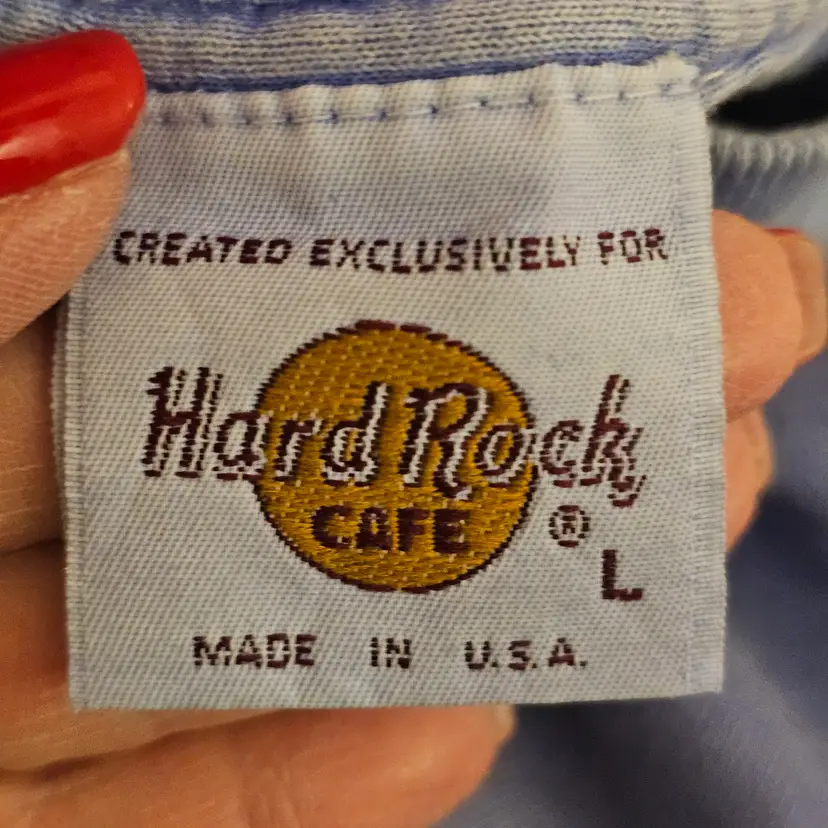 CREATED EXCLUSIVELY FOR
Hard Rock
CAFE
®
L
MADE IN U.S.A.